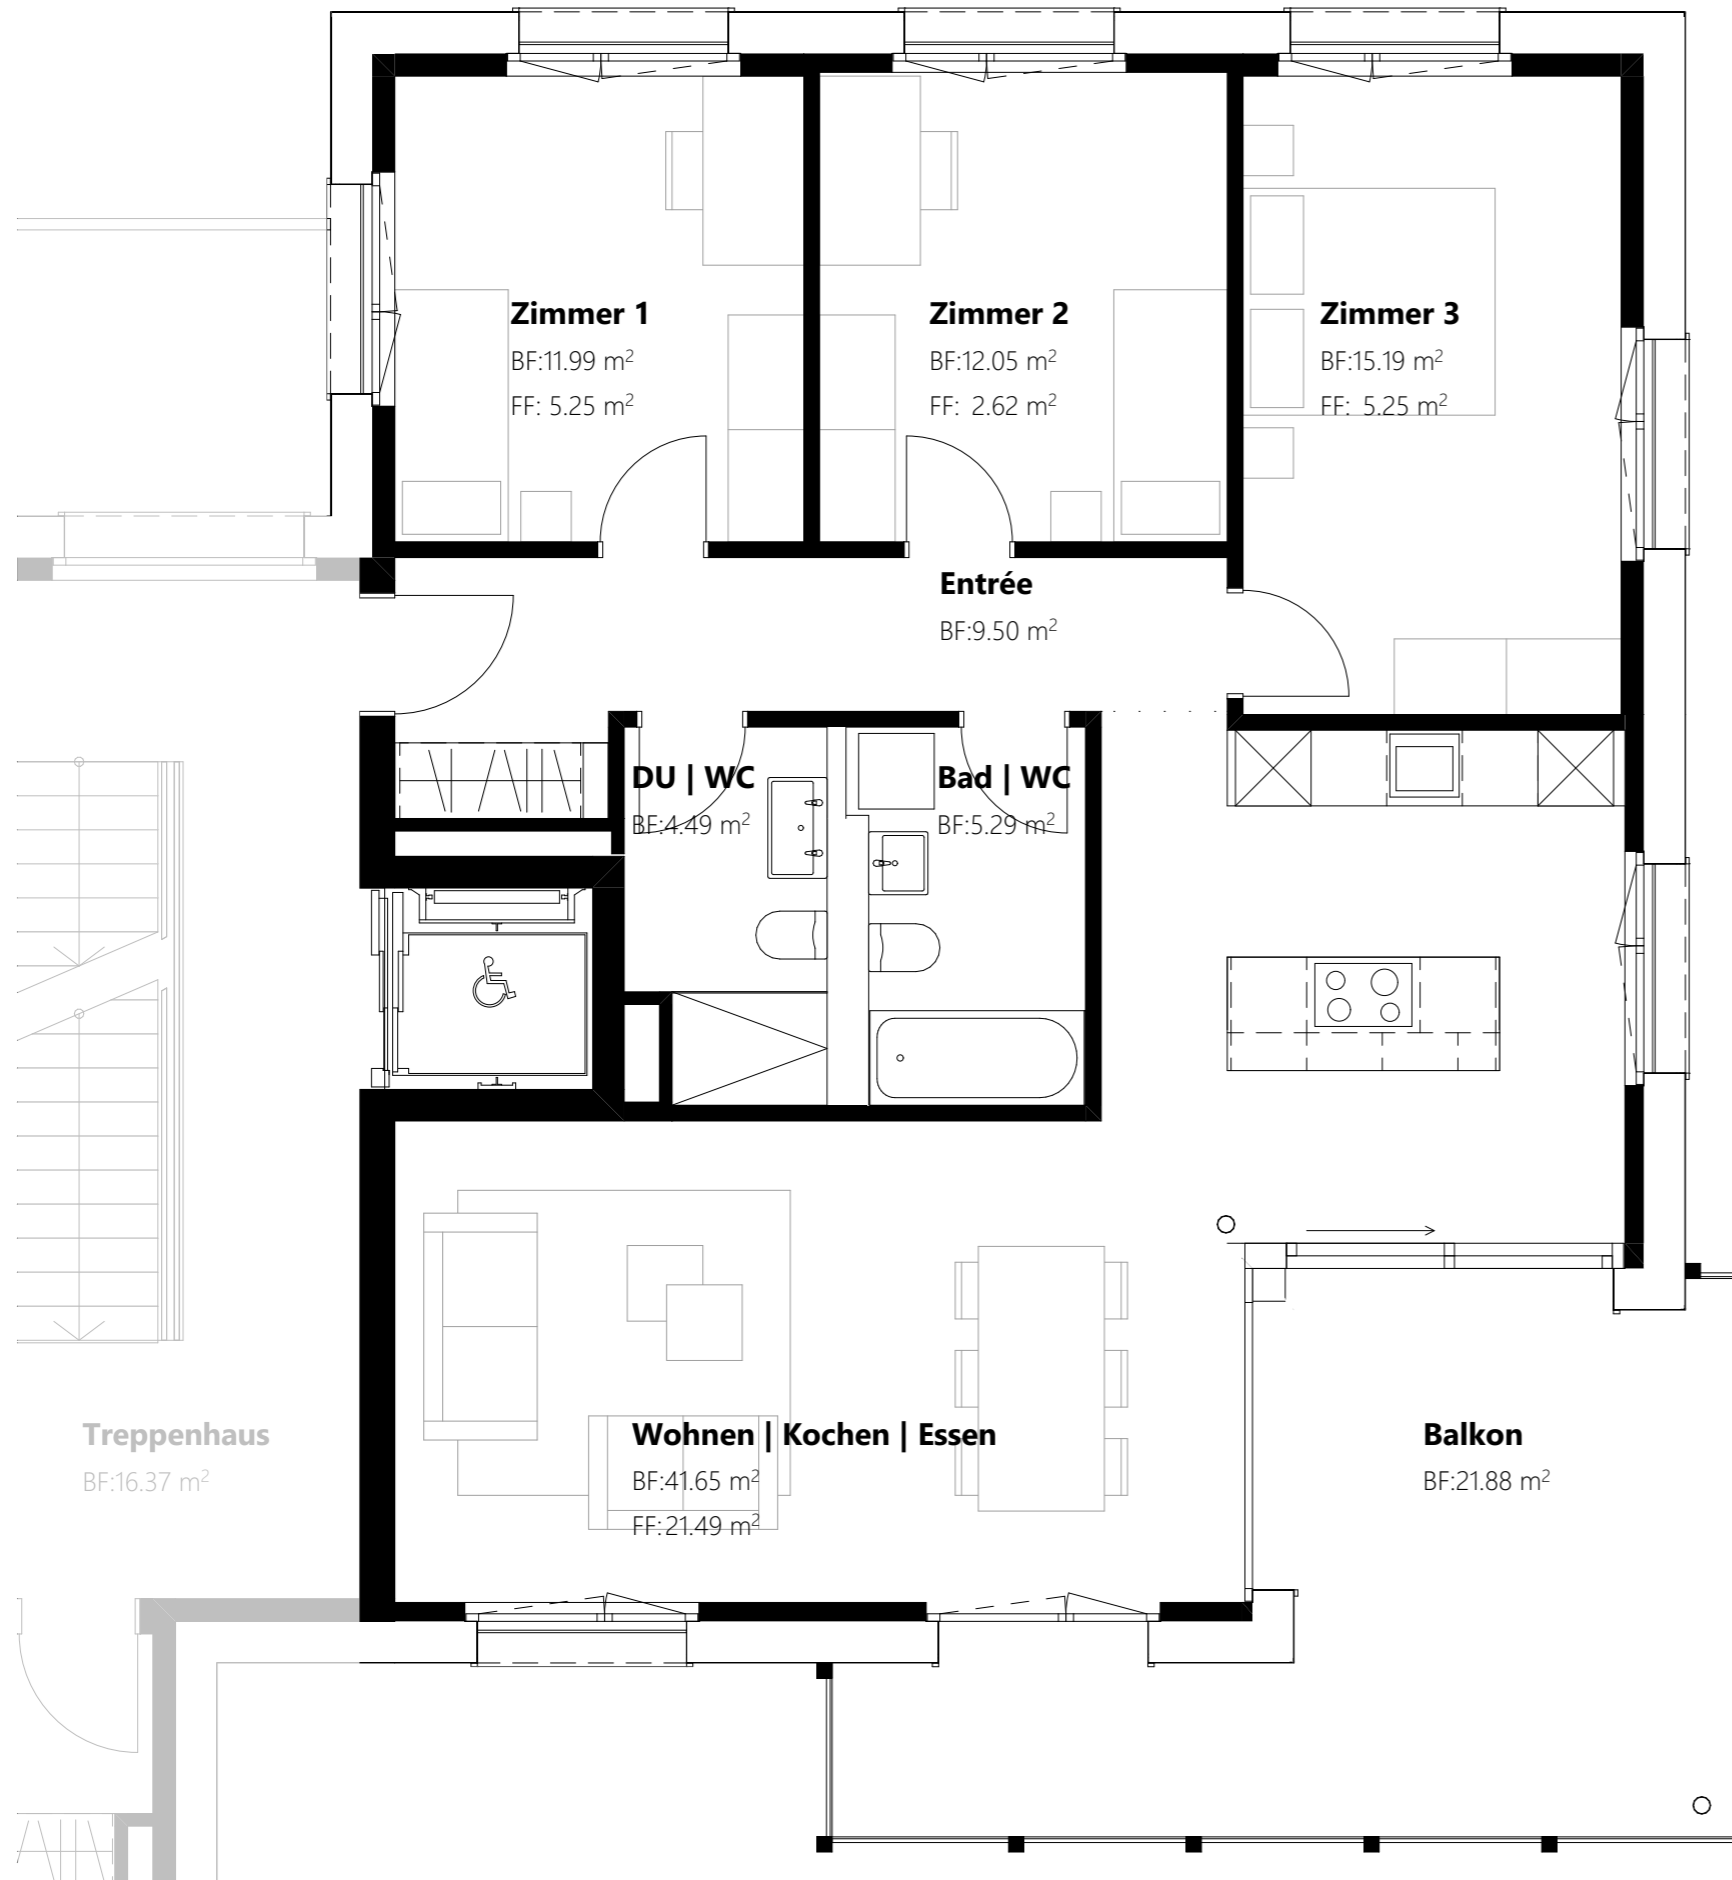 Zimmer 1
BF:11.99 m²
FF: 5.25 m²
Zimmer 2
BF:12.05 m²
FF: 2.62 m²
Zimmer 3
BF:15.19 m²
FF: 5.25 m²
Entrée
BF:9.50 m²
DU | WC
BF:4.49 m²
Bad | WC
BF:5.29 m²
Treppenhaus
BF:16.37 m²
Wohnen | Kochen | Essen
BF:41.65 m²
FF:21.49 m²
Balkon
BF:21.88 m²